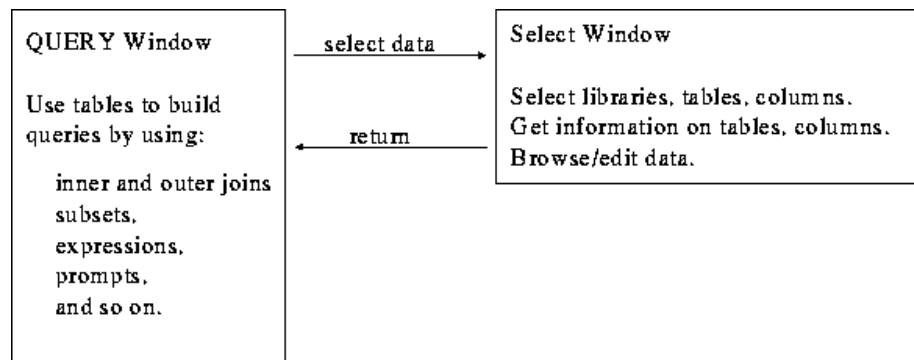 QUERY Window
Use tables to build
queries by using:
inner and outer joins
subsets,
expressions,
prompts,
and so on.
select data
return
Select Window
Select libraries, tables, columns.
Get information on tables, columns.
Browse/edit data.